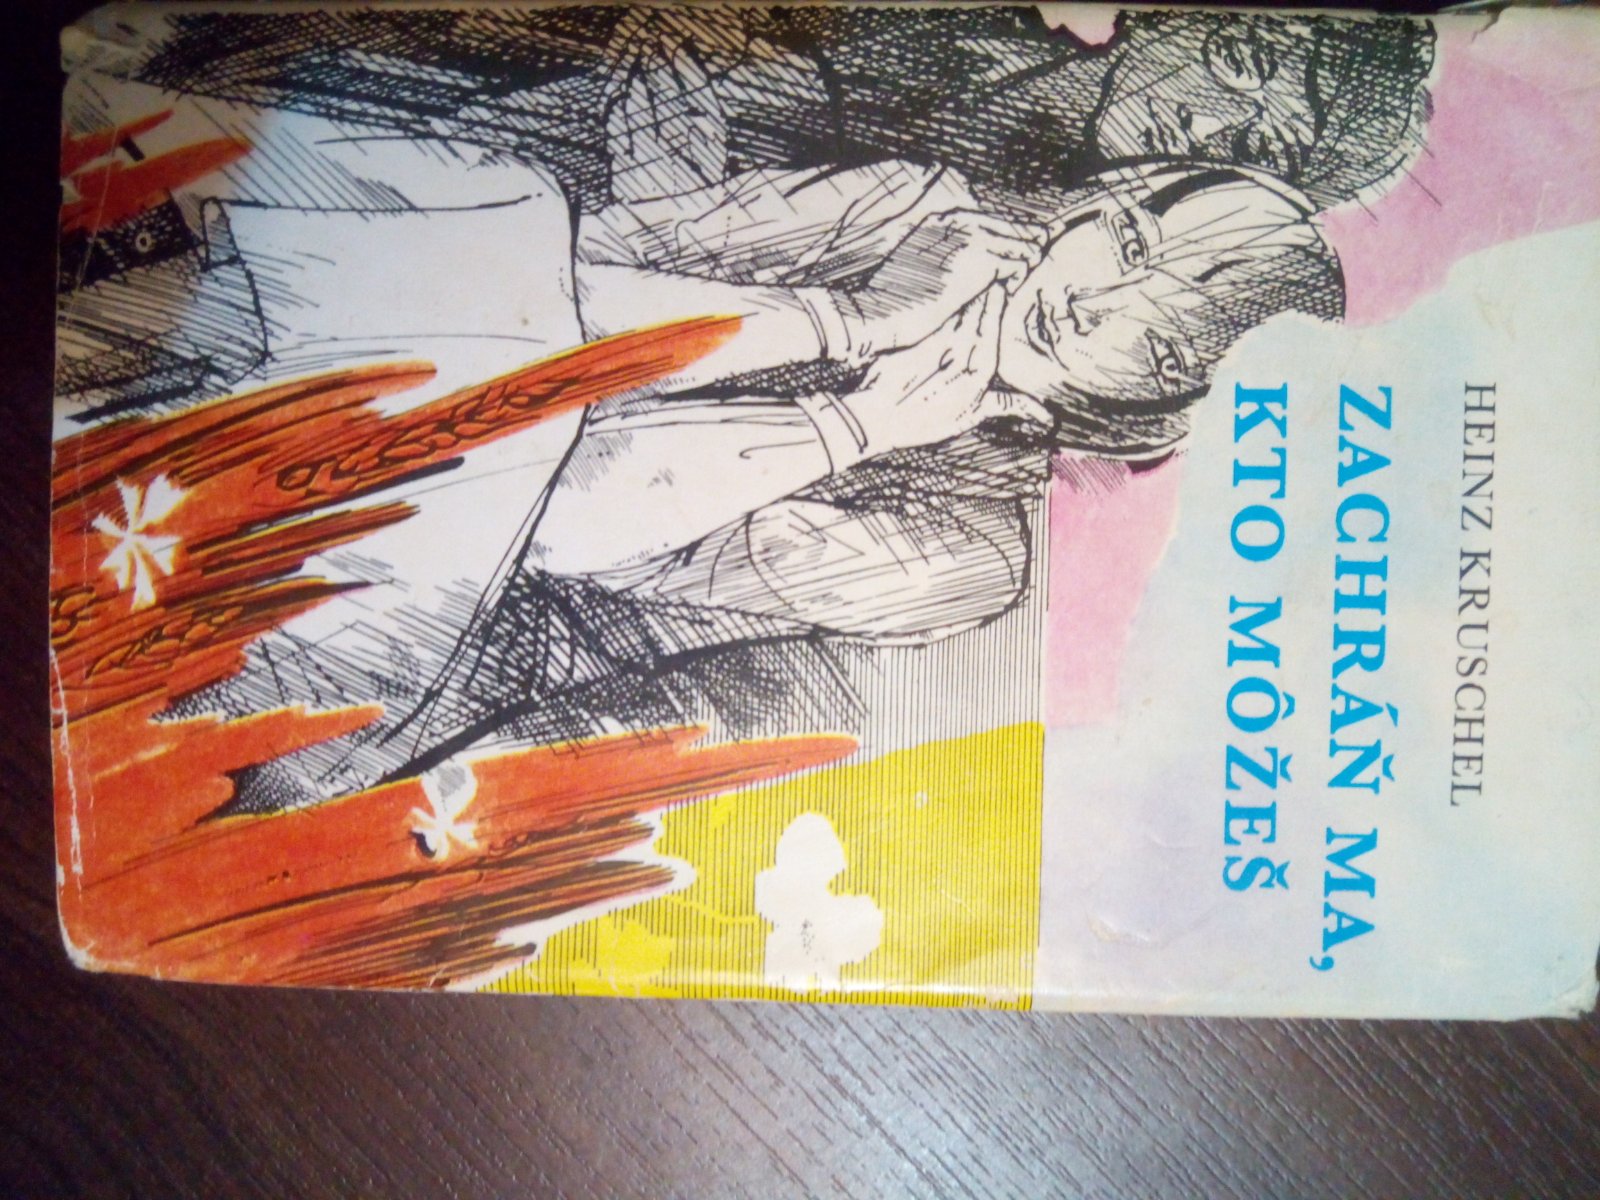 HEINZ KRUSCHEL
ZACHRÁŇ MA,
KTO MÔŽEŠ